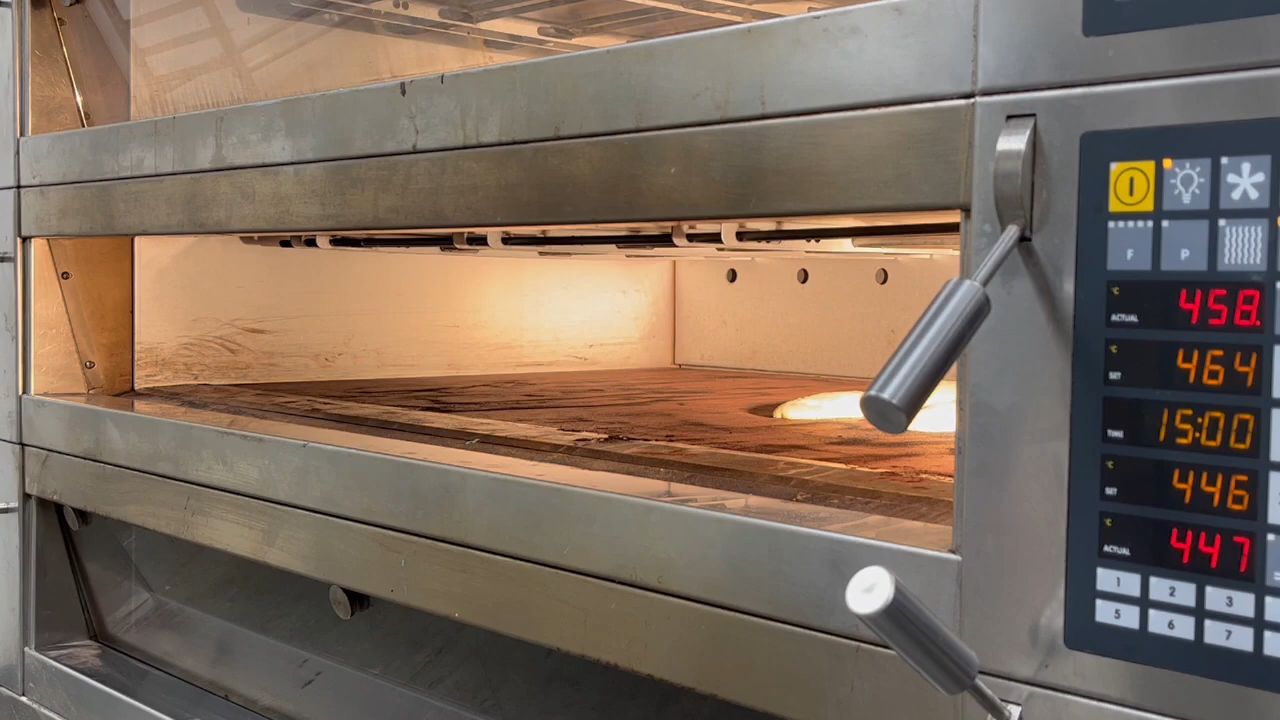 F P
°C
ACTUAL 458.
°C
SET 464
TIME 15:00
°C
SET 446
°C
ACTUAL 447
1 2 3
5 6 7